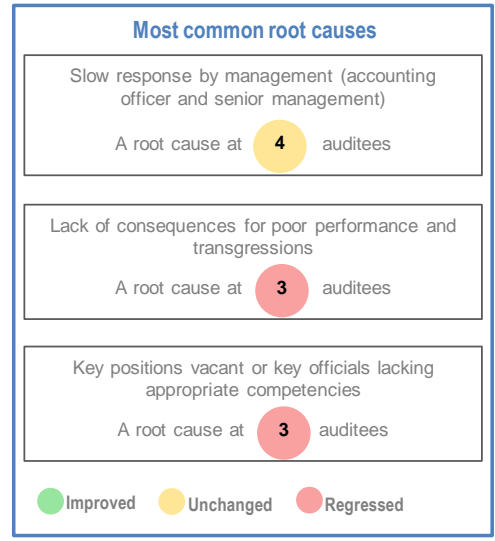 Most common root causes
Slow response by management (accounting
officer and senior management)
A root cause at 4 auditees
Lack of consequences for poor performance and
transgressions
A root cause at 3 auditees
Key positions vacant or key officials lacking
appropriate competencies
A root cause at 3 auditees
Improved Unchanged Regressed